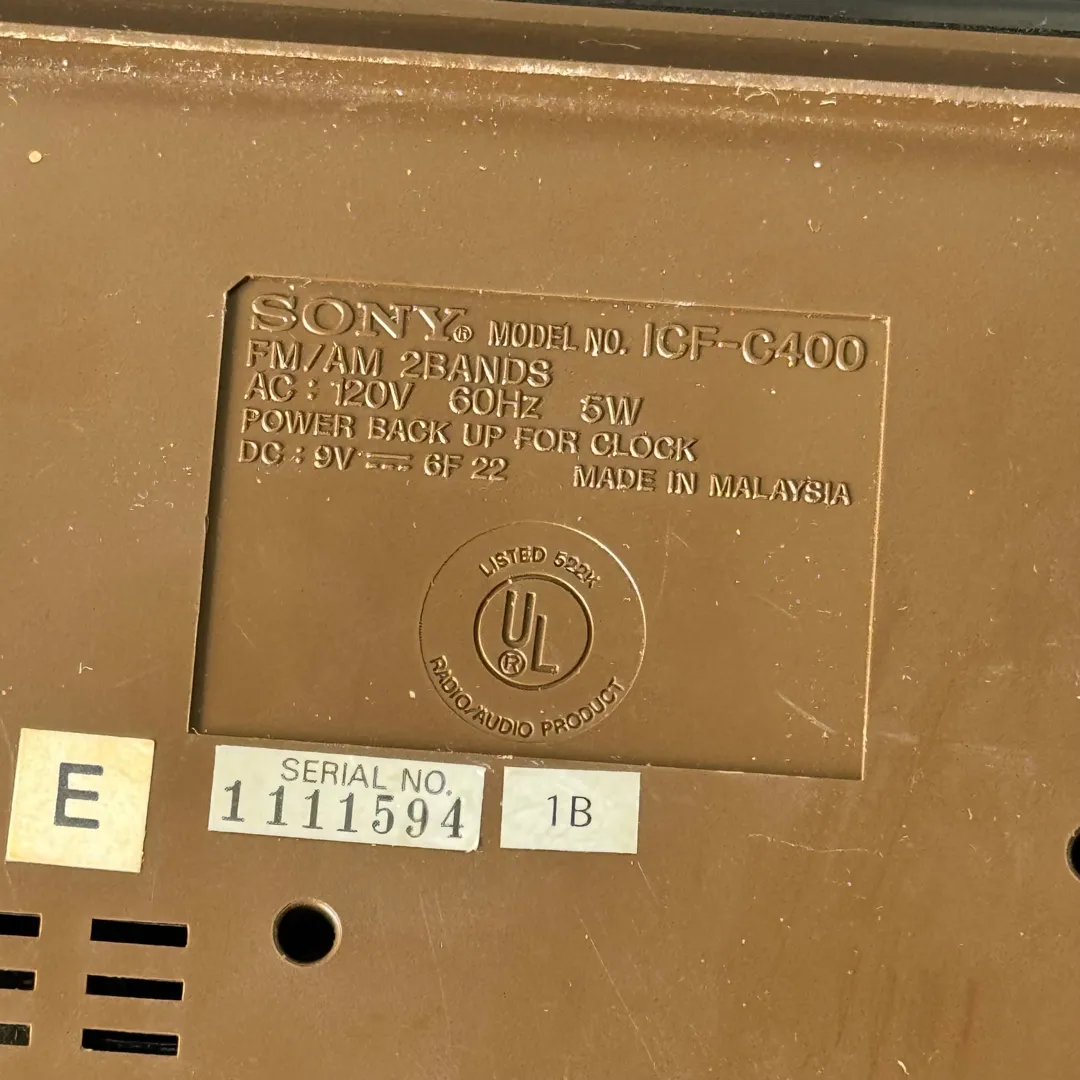 SONY® MODEL NO. ICF-C400
FM/AM 2BANDS
AC : 120V 60Hz 5W
POWER BACK UP FOR CLOCK
DC : 9V ⎓ 6F 22 MADE IN MALAYSIA
LISTED 522K
UL®
RADIO/AUDIO PRODUCT
E
SERIAL NO.
1111594
1B